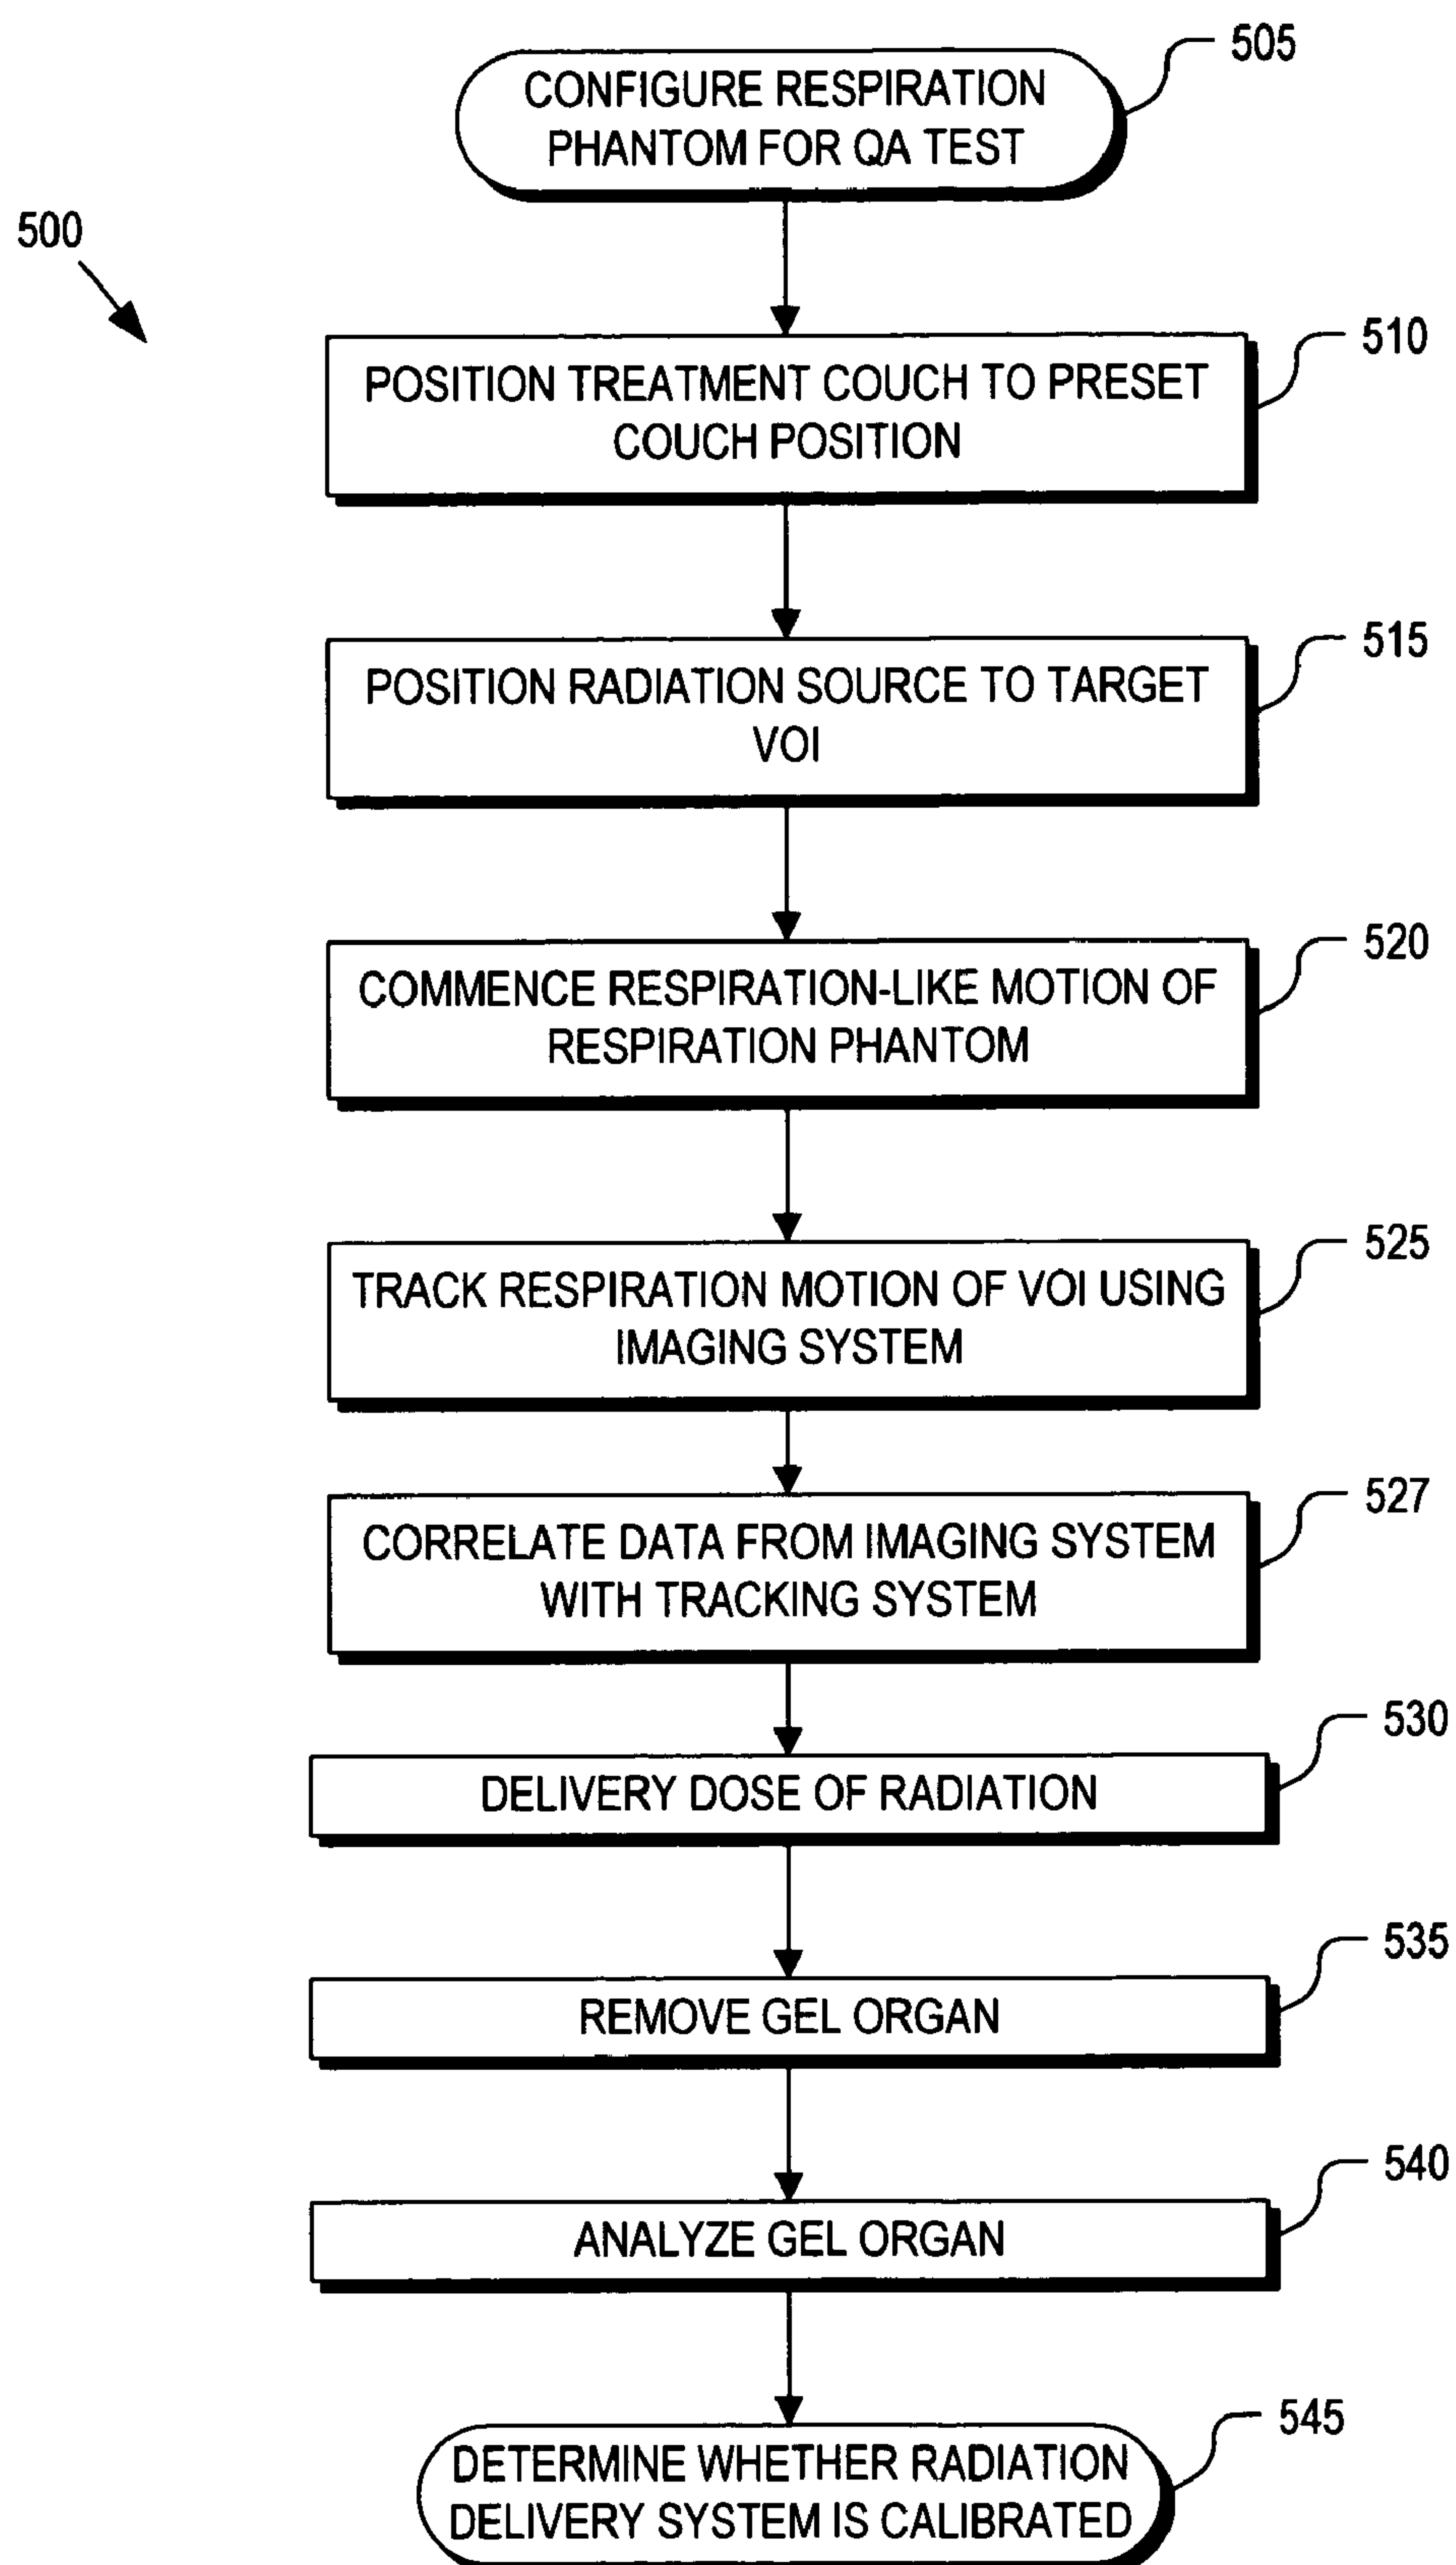 505
CONFIGURE RESPIRATION
PHANTOM FOR QA TEST
500
510
POSITION TREATMENT COUCH TO PRESET
COUCH POSITION
515
POSITION RADIATION SOURCE TO TARGET
VOI
520
COMMENCE RESPIRATION-LIKE MOTION OF
RESPIRATION PHANTOM
525
TRACK RESPIRATION MOTION OF VOI USING
IMAGING SYSTEM
527
CORRELATE DATA FROM IMAGING SYSTEM
WITH TRACKING SYSTEM
530
DELIVERY DOSE OF RADIATION
535
REMOVE GEL ORGAN
540
ANALYZE GEL ORGAN
545
DETERMINE WHETHER RADIATION
DELIVERY SYSTEM IS CALIBRATED